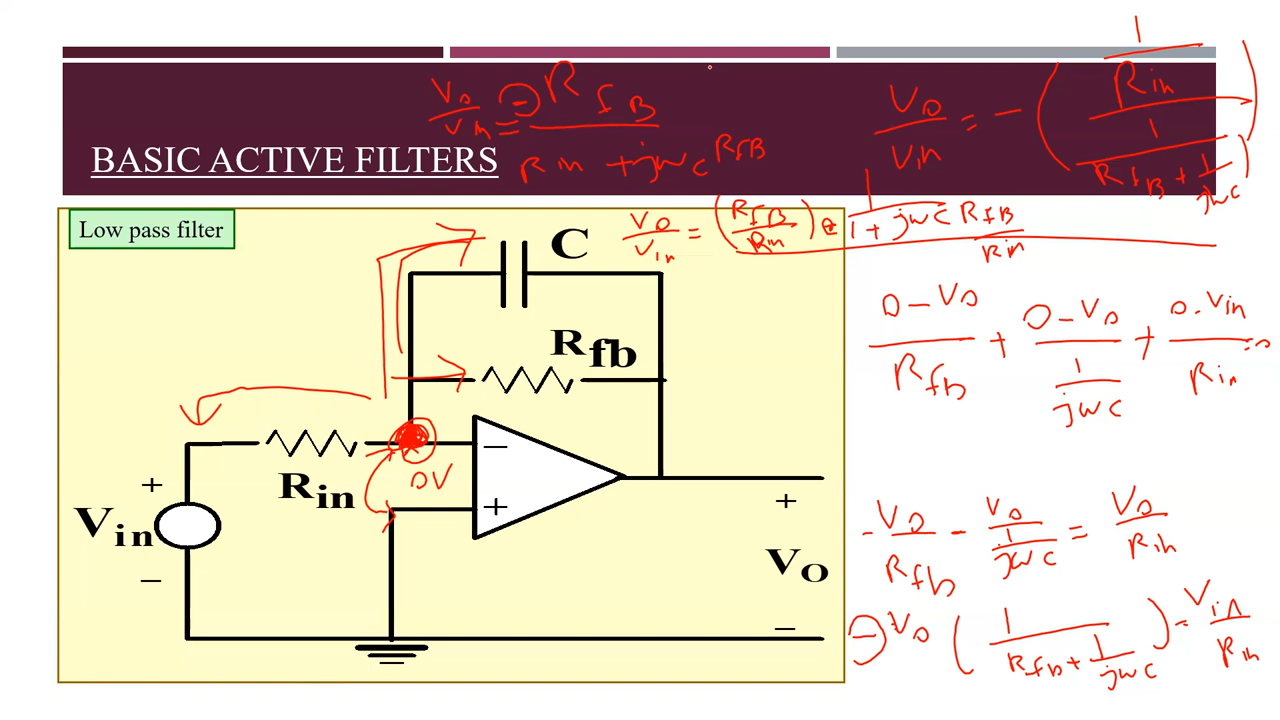 Vo/Vin = ⊖ Rfb / (Rin + jwc Rfb)
BASIC ACTIVE FILTERS
Vo/Vin = - ( (1/Rin) / (1/(Rfb + 1/jwc)) )
Low pass filter
Vo/Vin = (Rfb/Rin) 1/(1 + jwc Rfb/Rin)
C
Rfb
(0 - Vo)/Rfb + (0 - Vo)/(1/jwc) + (0 - Vin)/Rin = 0
Rin
0V
−
+
+
Vin
−
+
Vo
−
- Vo/Rfb - Vo/(1/jwc) = Vo/Rin
⊖ Vo ( 1/(Rfb + 1/jwc) ) = Vin/Rin